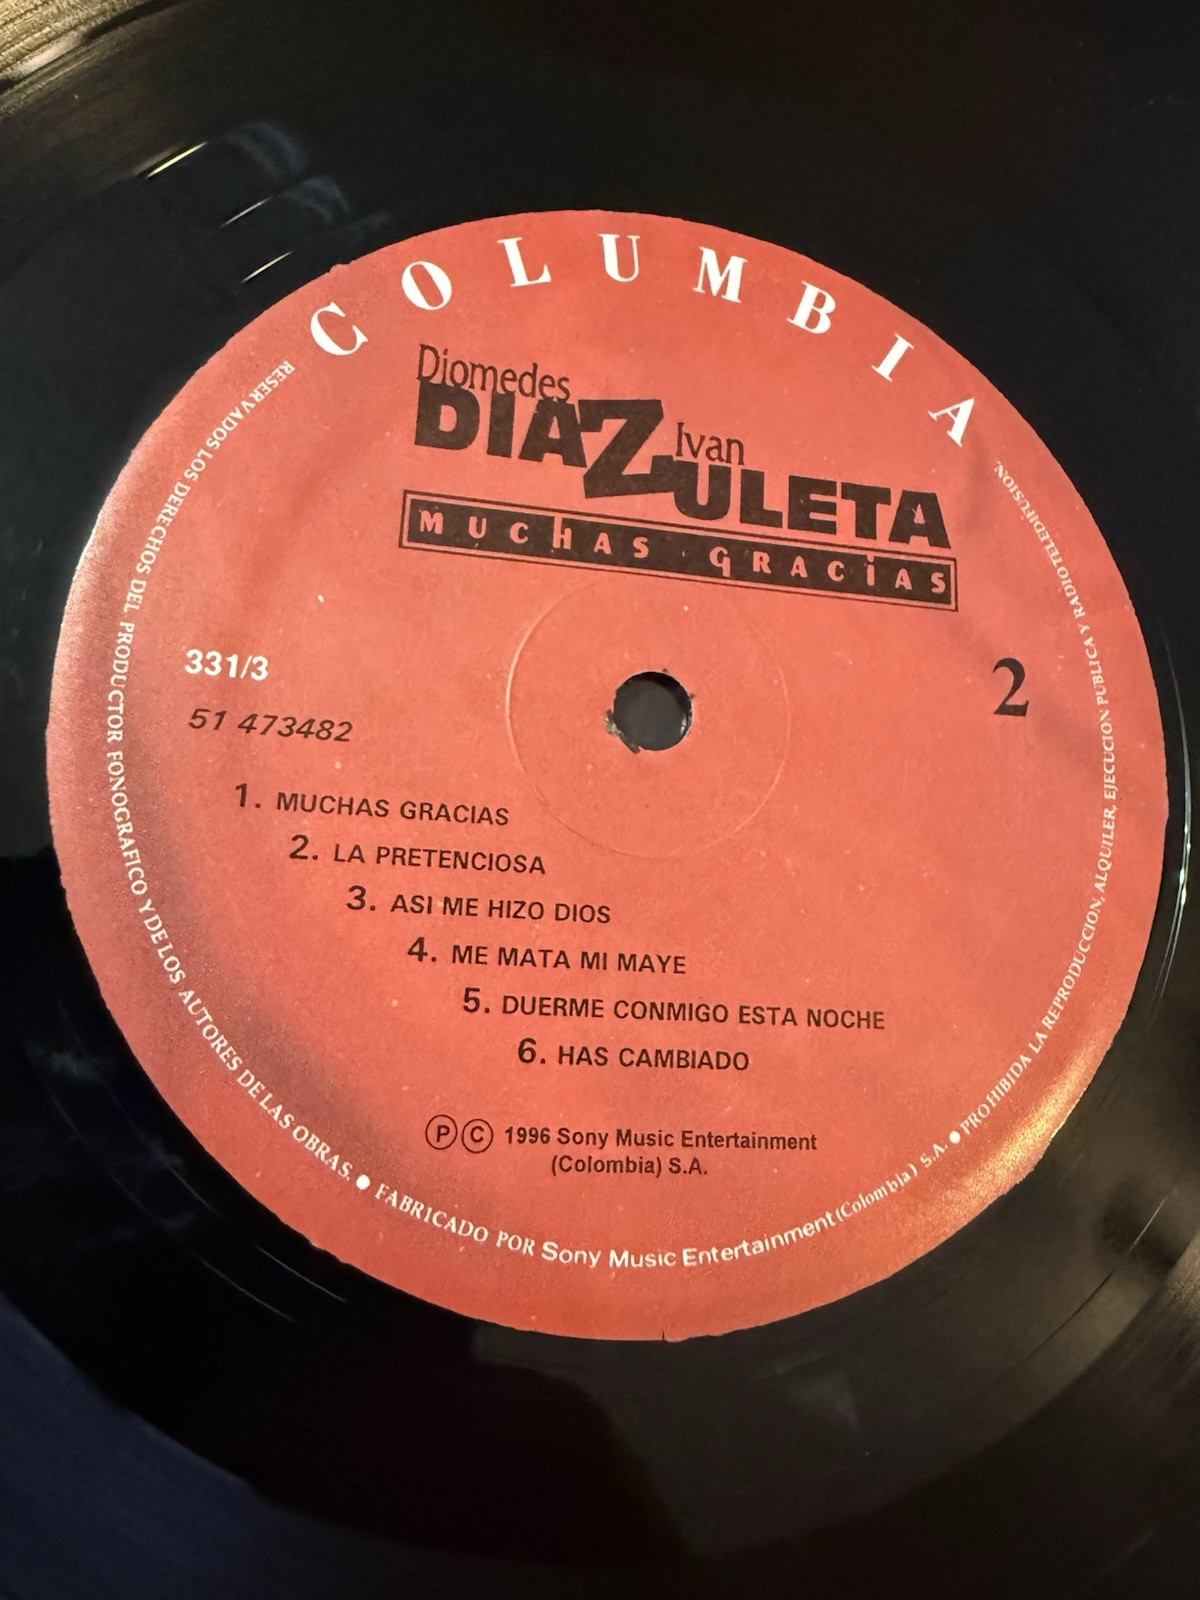 COLUMBIA
Diomedes
DIAZ Ivan
ZULETA
MUCHAS GRACIAS
331/3
2
51 473482
1. MUCHAS GRACIAS
2. LA PRETENCIOSA
3. ASI ME HIZO DIOS
4. ME MATA MI MAYE
5. DUERME CONMIGO ESTA NOCHE
6. HAS CAMBIADO
Ⓟ Ⓒ 1996 Sony Music Entertainment
(Colombia) S.A.
RESERVADOS LOS DERECHOS DEL PRODUCTOR FONOGRAFICO Y DE LOS AUTORES DE LAS OBRAS. ● FABRICADO POR Sony Music Entertainment (Colombia) S.A. ● PROHIBIDA LA REPRODUCCION, ALQUILER, EJECUCION PUBLICA Y RADIOTELEDIFUSION.